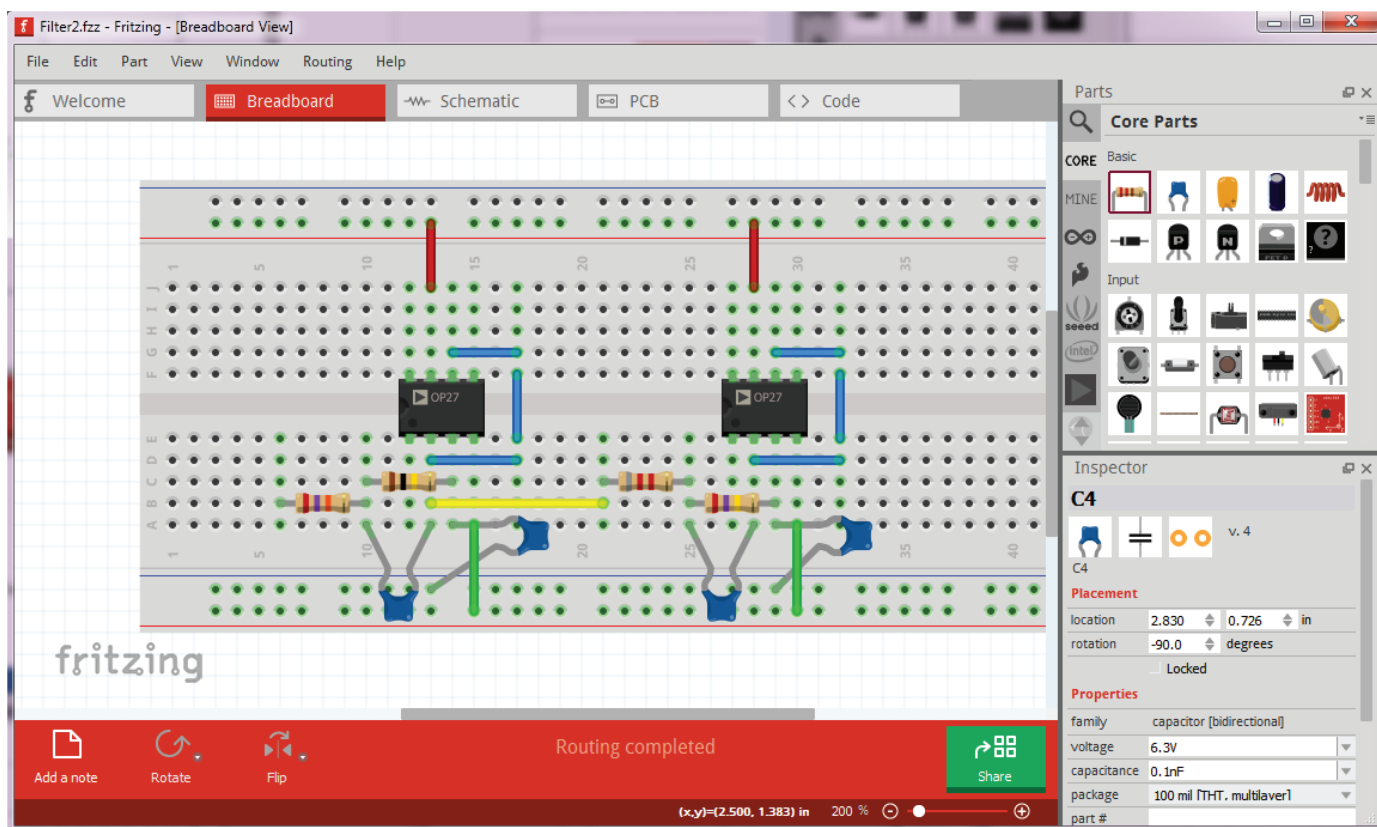 Filter2.fzz - Fritzing - [Breadboard View]
File Edit Part View Window Routing Help
Welcome
Breadboard
Schematic
PCB
Code
Parts
Core Parts
CORE
Basic
MINE
Input
seeed
intel
1 5 10 15 20 25 30 35 40
J
I
H
G
F
OP27
OP27
E
D
C
B
A
1 5 10 15 20 25 30 35 40
fritzing
Inspector
C4
v. 4
C4
Placement
location 2.830 0.726 in
rotation -90.0 degrees
Locked
Properties
family capacitor [bidirectional]
voltage 6.3V
capacitance 0.1nF
package 100 mil [THT, multilayer]
part #
Add a note
Rotate
Flip
Routing completed
Share
(x,y)=(2.500, 1.383) in 200 %